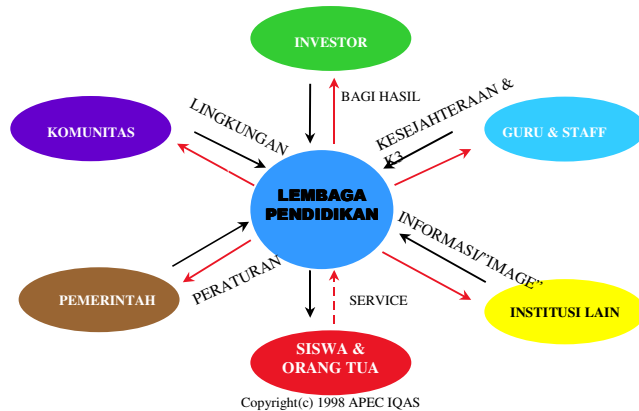 INVESTOR
BAGI HASIL
LINGKUNGAN
KESEJAHTERAAN &
K3
KOMUNITAS
GURU & STAFF
LEMBAGA
PENDIDIKAN
INFORMASI/"IMAGE"
PERATURAN
PEMERINTAH
SERVICE
INSTITUSI LAIN
SISWA &
ORANG TUA
Copyright(c) 1998 APEC IQAS